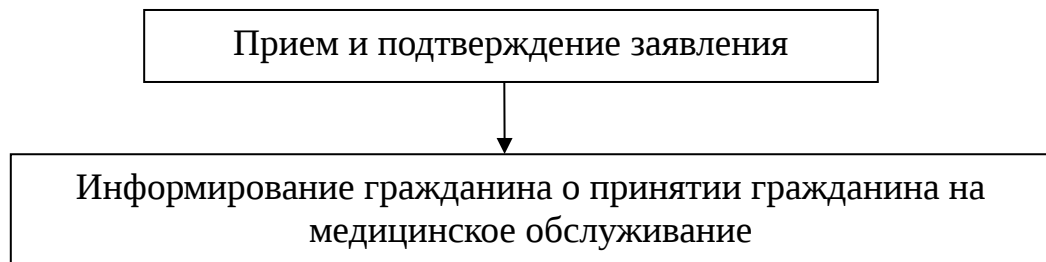 Прием и подтверждение заявления
Информирование гражданина о принятии гражданина на
медицинское обслуживание